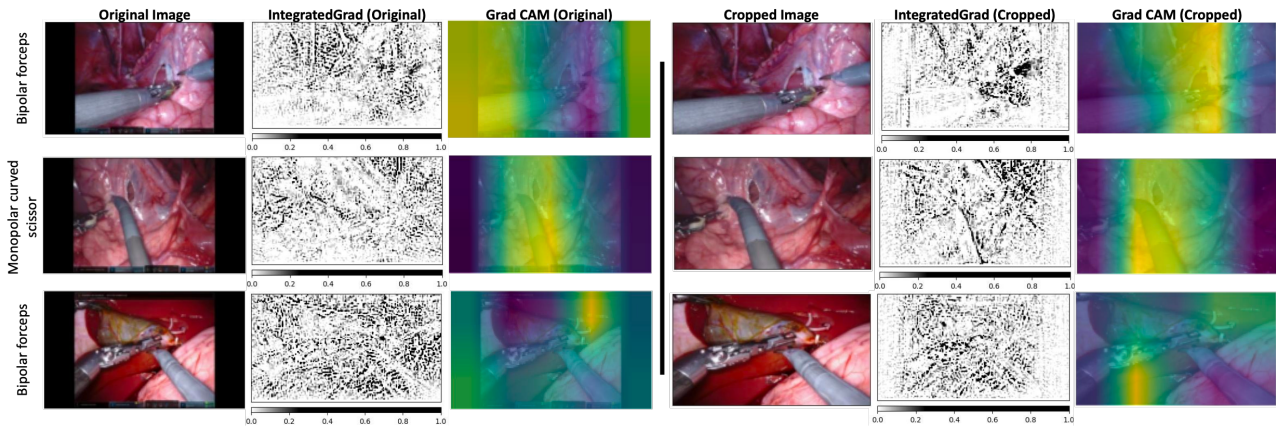 Original Image
IntegratedGrad (Original)
Grad CAM (Original)
Cropped Image
IntegratedGrad (Cropped)
Grad CAM (Cropped)
Bipolar forceps
0.0 0.2 0.4 0.6 0.8 1.0
0.0 0.2 0.4 0.6 0.8 1.0
Monopolar curved
scissor
0.0 0.2 0.4 0.6 0.8 1.0
0.0 0.2 0.4 0.6 0.8 1.0
Bipolar forceps
0.0 0.2 0.4 0.6 0.8 1.0
0.0 0.2 0.4 0.6 0.8 1.0